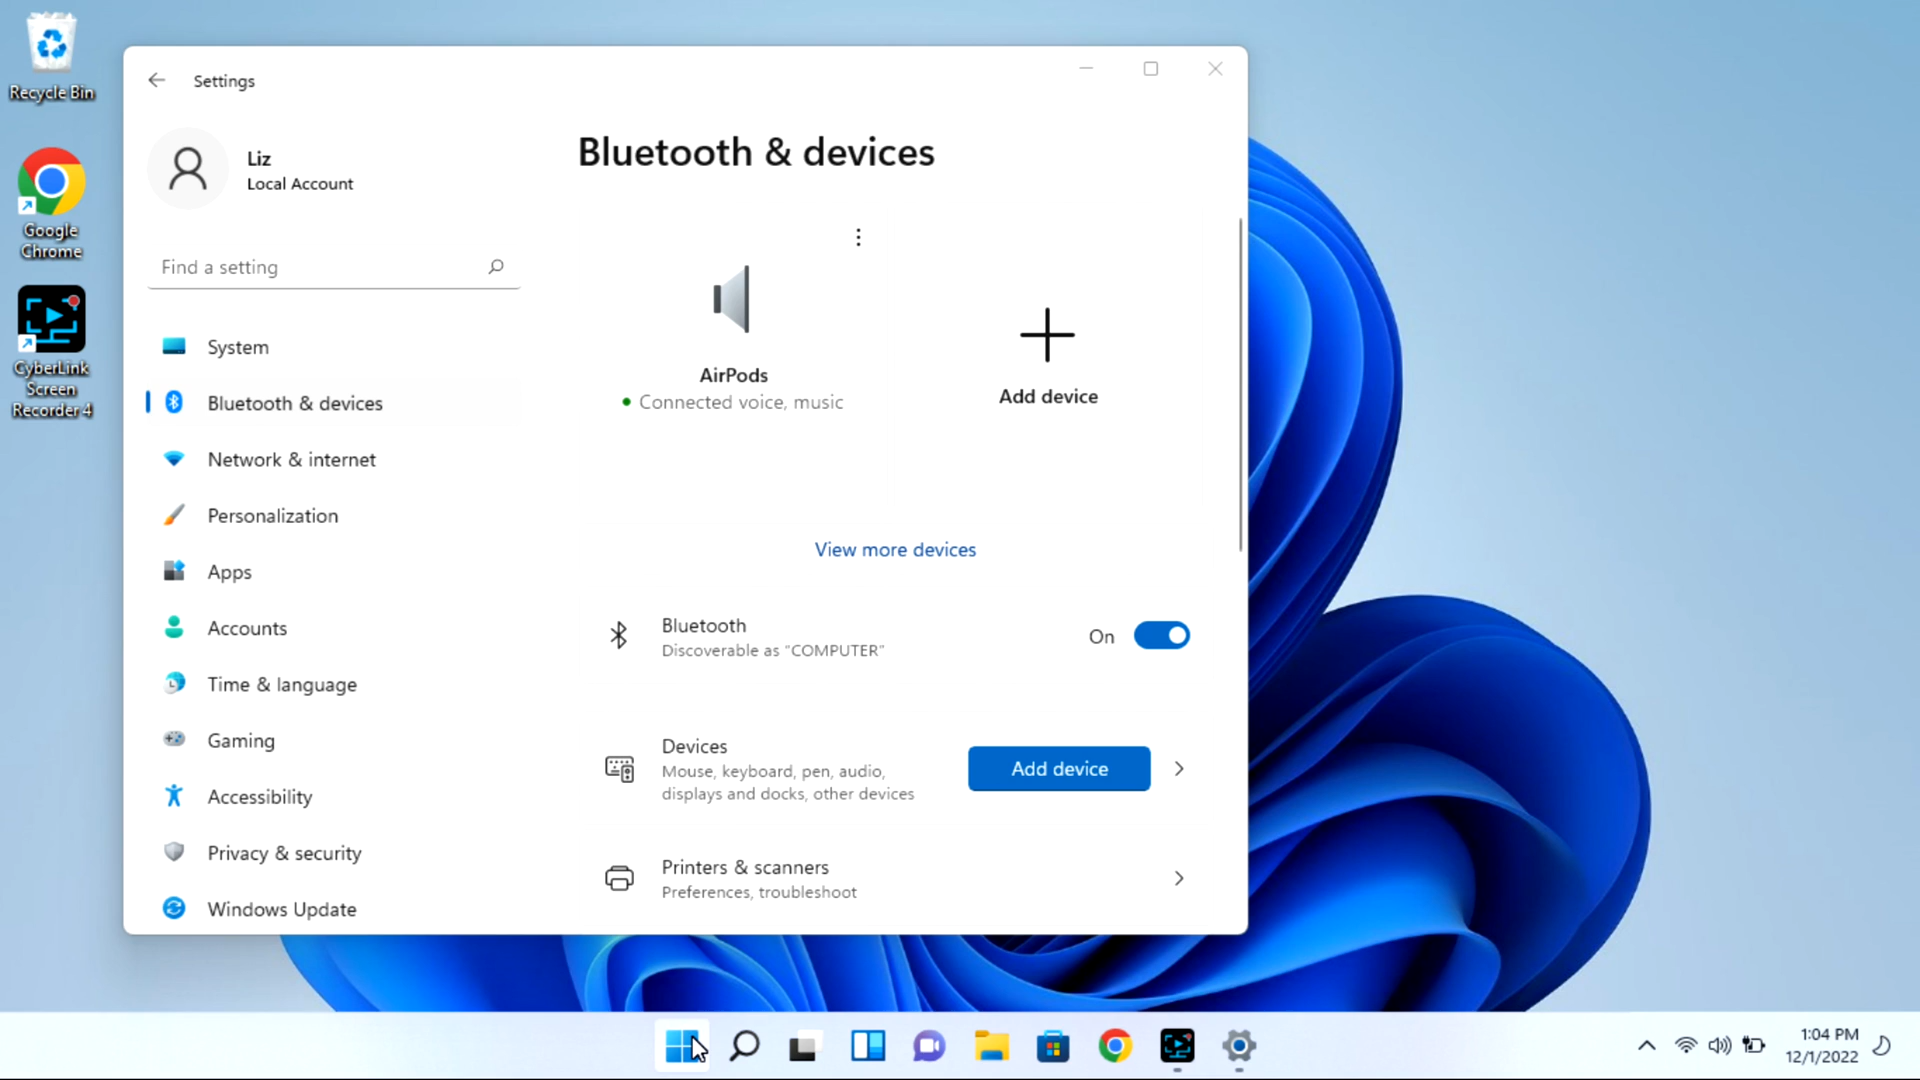 Recycle Bin
Google
Chrome
CyberLink
Screen
Recorder 4
Settings
Liz
Local Account
Find a setting
System
Bluetooth & devices
Network & internet
Personalization
Apps
Accounts
Time & language
Gaming
Accessibility
Privacy & security
Windows Update
Bluetooth & devices
AirPods
Connected voice, music
Add device
View more devices
Bluetooth
Discoverable as “COMPUTER”
On
Devices
Mouse, keyboard, pen, audio,
displays and docks, other devices
Add device
Printers & scanners
Preferences, troubleshoot
1:04 PM
12/1/2022